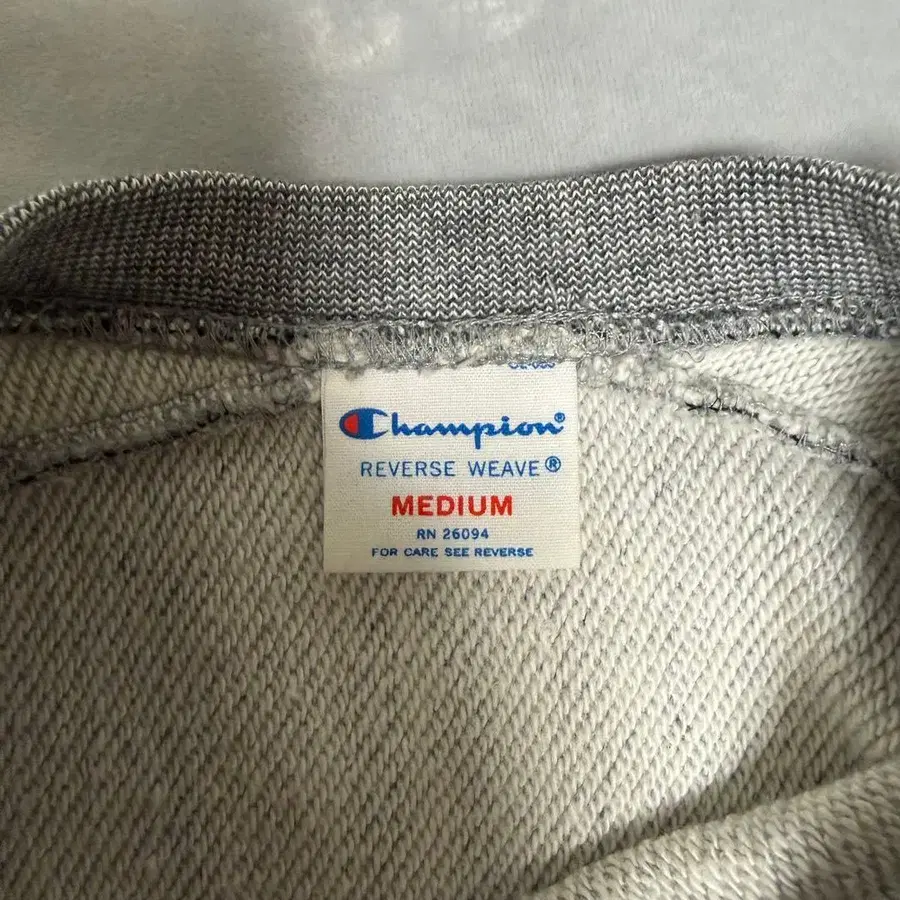 Champion®
REVERSE WEAVE®
MEDIUM
RN 26094
FOR CARE SEE REVERSE